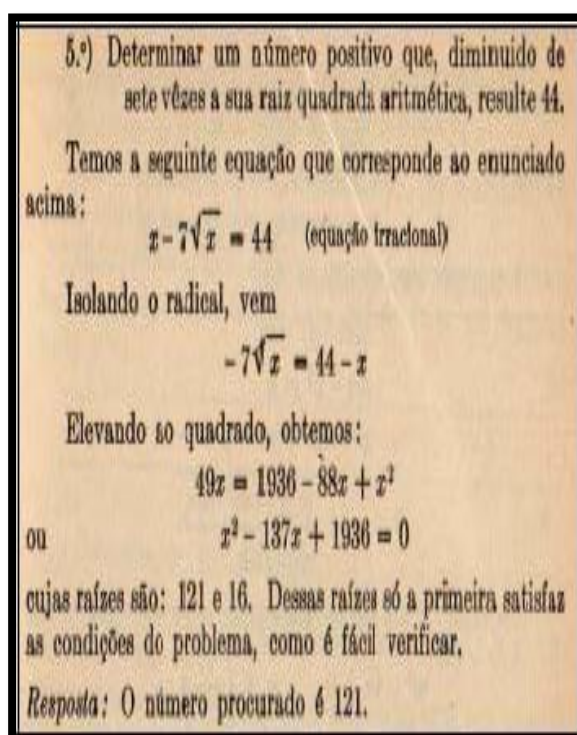 5.º) Determinar um número positivo que, diminuido de
sete vêzes a sua raiz quadrada aritmética, resulte 44.
Temos a seguinte equação que corresponde ao enunciado
acima:
x - 7√x = 44 (equação irracional)
Isolando o radical, vem
- 7√x = 44 - x
Elevando ao quadrado, obtemos:
49x = 1936 - 88x + x²
ou x² - 137x + 1936 = 0
cujas raízes são: 121 e 16. Dessas raízes só a primeira satisfaz
as condições do problema, como é fácil verificar.
Resposta: O número procurado é 121.